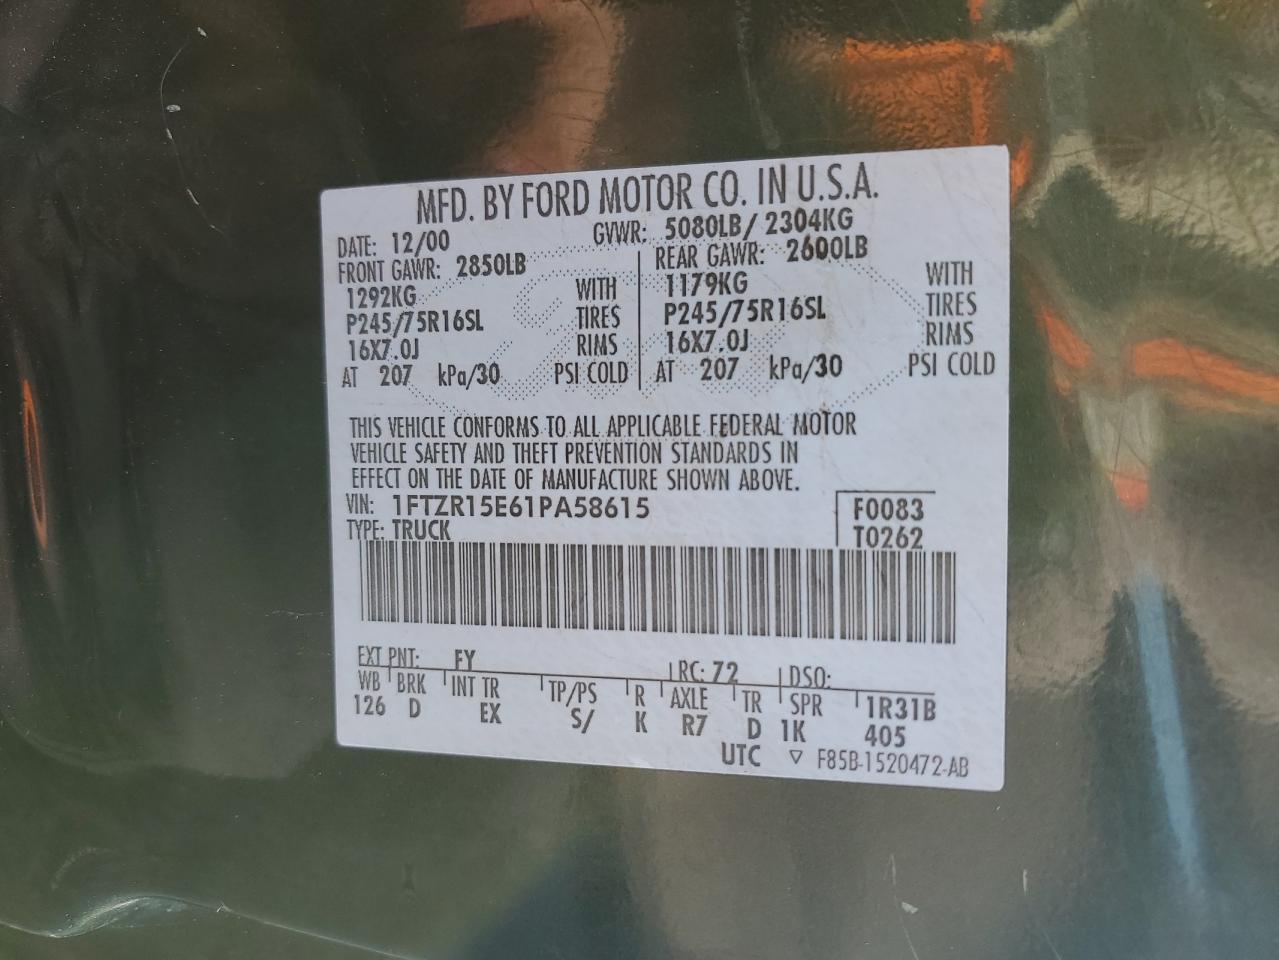 MFD. BY FORD MOTOR CO. IN U.S.A.
DATE: 12/00 GVWR: 5080LB/ 2304KG
FRONT GAWR: 2850LB REAR GAWR: 2600LB
1292KG WITH 1179KG WITH
P245/75R16SL TIRES P245/75R16SL TIRES
16X7.0J RIMS 16X7.0J RIMS
AT 207 kPa/30 PSI COLD AT 207 kPa/30 PSI COLD
THIS VEHICLE CONFORMS TO ALL APPLICABLE FEDERAL MOTOR
VEHICLE SAFETY AND THEFT PREVENTION STANDARDS IN
EFFECT ON THE DATE OF MANUFACTURE SHOWN ABOVE.
VIN: 1FTZR15E61PA58615 F0083
TYPE: TRUCK T0262
EXT PNT: FY RC: 72 DSO:
WB BRK INT TR TP/PS R AXLE TR SPR 1R31B
126 D EX S/ K R7 D 1K 405
UTC ▽ F85B-1520472-AB